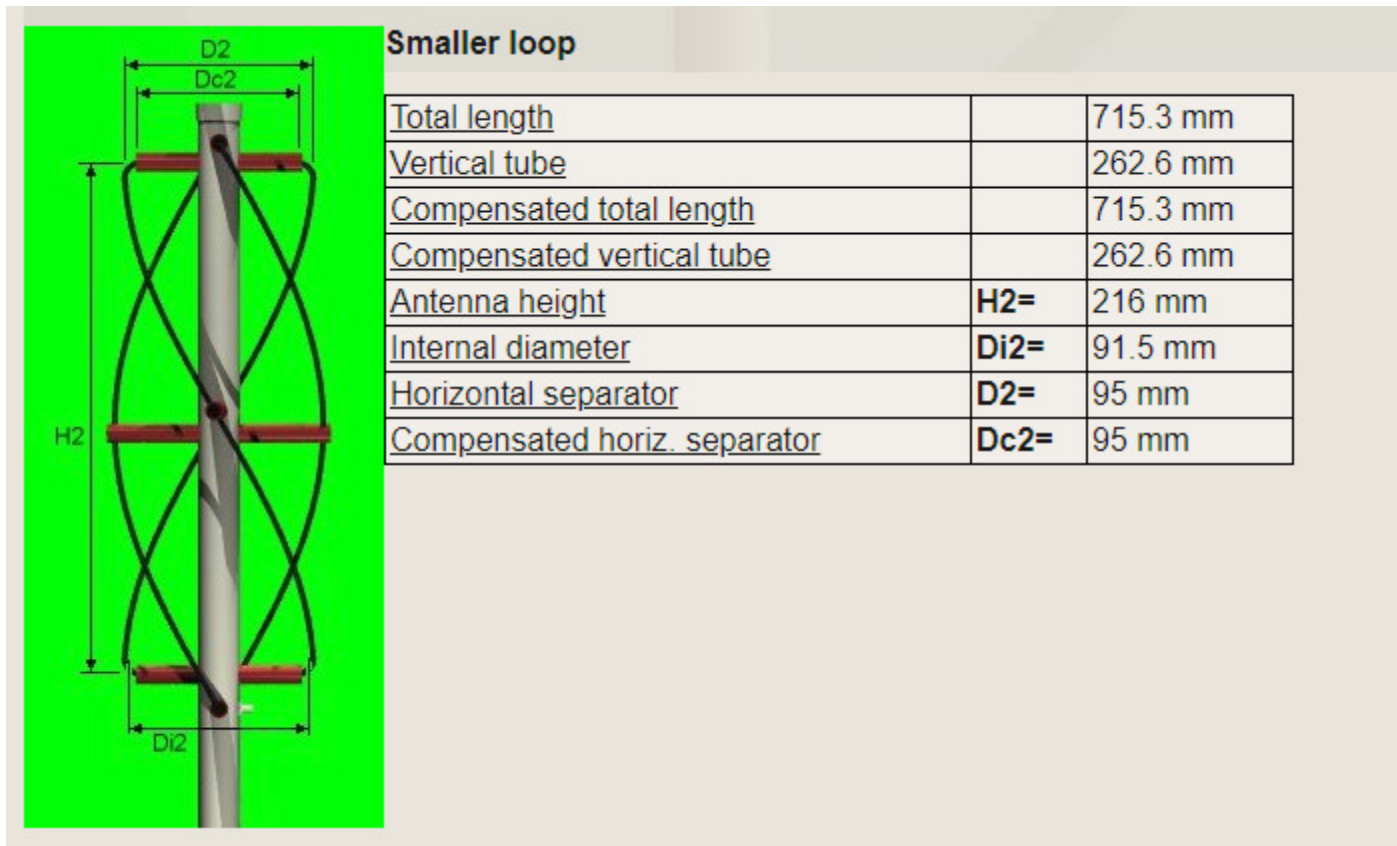 D2
Dc2
H2
Di2
Smaller loop
Total length 715.3 mm
Vertical tube 262.6 mm
Compensated total length 715.3 mm
Compensated vertical tube 262.6 mm
Antenna height H2= 216 mm
Internal diameter Di2= 91.5 mm
Horizontal separator D2= 95 mm
Compensated horiz. separator Dc2= 95 mm